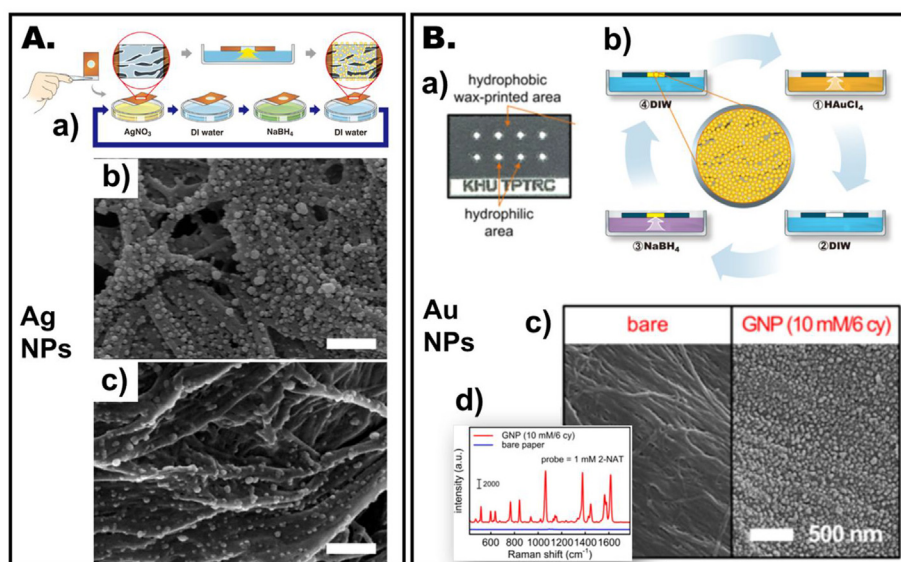 A.
a)
AgNO₃
DI water
NaBH₄
DI water
b)
c)
Ag
NPs
B.
a)
hydrophobic
wax-printed area
KHU TPTRC
hydrophilic
area
b)
④DIW
①HAuCl₄
③NaBH₄
②DIW
Au
NPs
c)
bare
GNP (10 mM/6 cy)
500 nm
d)
GNP (10 mM/6 cy)
bare paper
probe = 1 mM 2-NAT
2000
intensity (a.u.)
600 800 1000 1200 1400 1600
Raman shift (cm⁻¹)